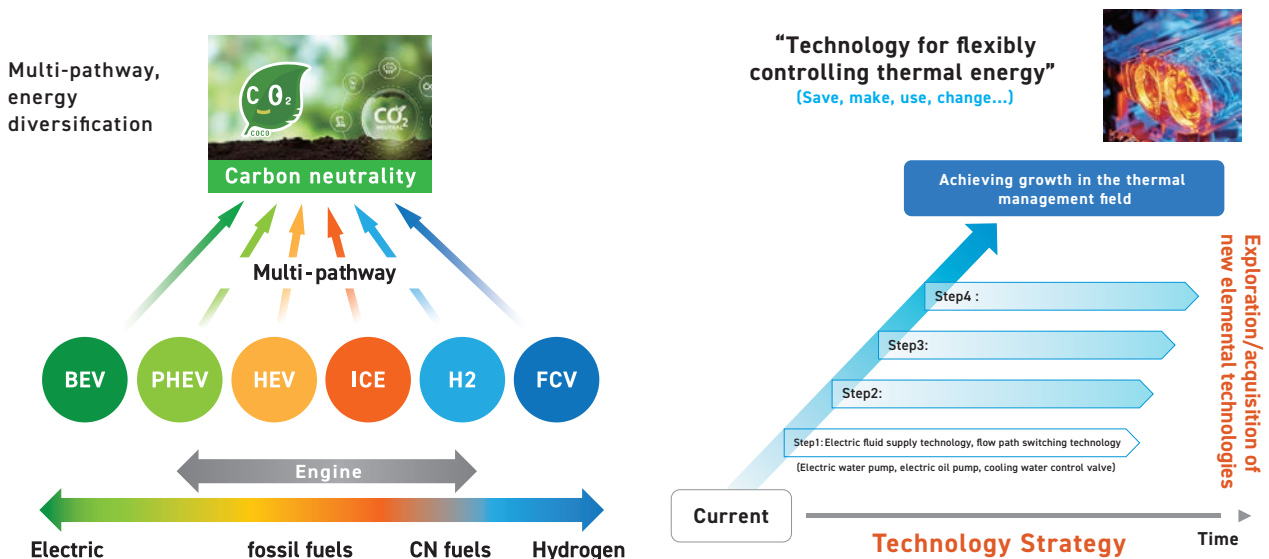 Multi-pathway,
energy
diversification
CO₂
COCO
CO₂
NEUTRAL
Carbon neutrality
Multi-pathway
BEV
PHEV
HEV
ICE
H2
FCV
Engine
Electric
fossil fuels
CN fuels
Hydrogen
“Technology for flexibly
controlling thermal energy”
(Save, make, use, change...)
Achieving growth in the thermal
management field
Step4 :
Step3:
Step2:
Step1: Electric fluid supply technology, flow path switching technology
(Electric water pump, electric oil pump, cooling water control valve)
Current
Technology Strategy
Time
Exploration/acquisition of
new elemental technologies